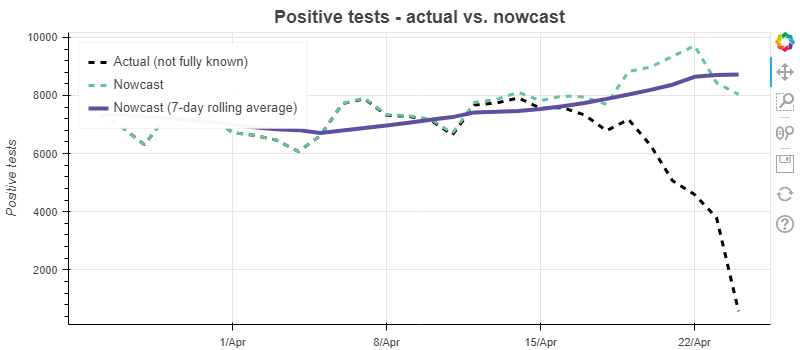 Positive tests - actual vs. nowcast
10000
8000
6000
4000
2000
Positive tests
Actual (not fully known)
Nowcast
Nowcast (7-day rolling average)
1/Apr
8/Apr
15/Apr
22/Apr